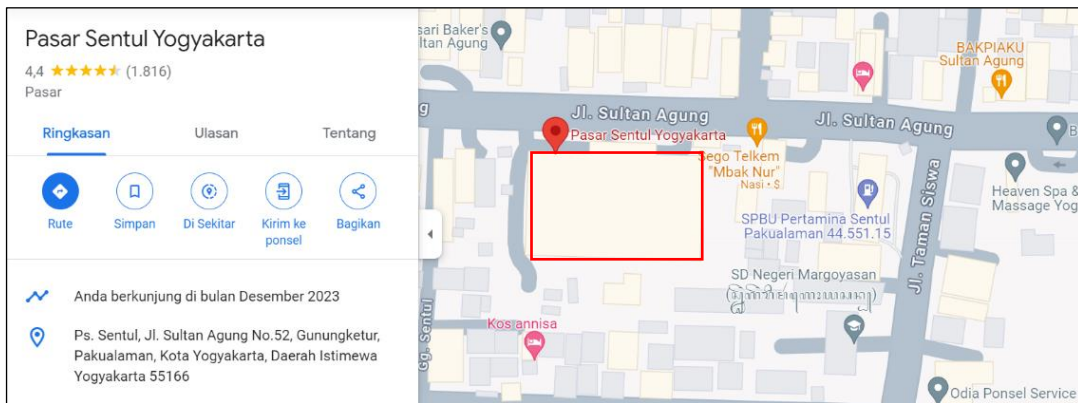 Pasar Sentul Yogyakarta
4,4 (1.816)
Pasar
Ringkasan
Ulasan
Tentang
Rute
Simpan
Di Sekitar
Kirim ke
ponsel
Bagikan
Anda berkunjung di bulan Desember 2023
Ps. Sentul, Jl. Sultan Agung No.52, Gunungketur,
Pakualaman, Kota Yogyakarta, Daerah Istimewa
Yogyakarta 55166
sari Baker's
ltan Agung
BAKPIAKU
Sultan Agung
g
Jl. Sultan Agung
Jl. Sultan Agung
Pasar Sentul Yogyakarta
B
Sego Telkem
"Mbak Nur"
Nasi • $
Heaven Spa &
Massage Yog
SPBU Pertamina Sentul
Pakualaman 44.551.15
Jl. Taman Siswa
SD Negeri Margoyasan
Gg. Sentul
Kos annisa
Odia Ponsel Service